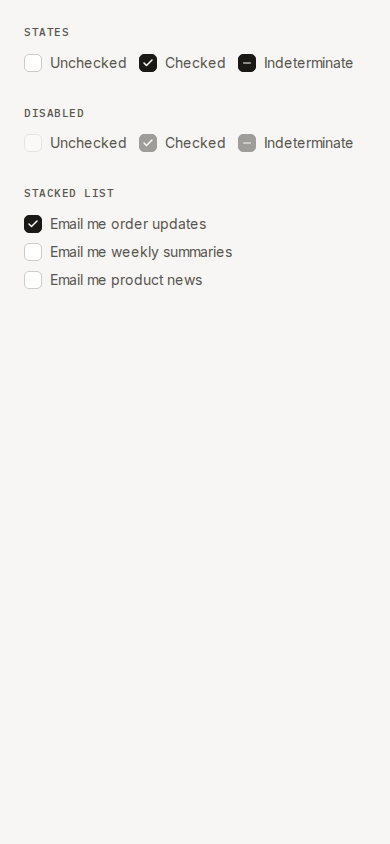 STATES
Unchecked Checked Indeterminate
DISABLED
Unchecked Checked Indeterminate
STACKED LIST
Email me order updates
Email me weekly summaries
Email me product news